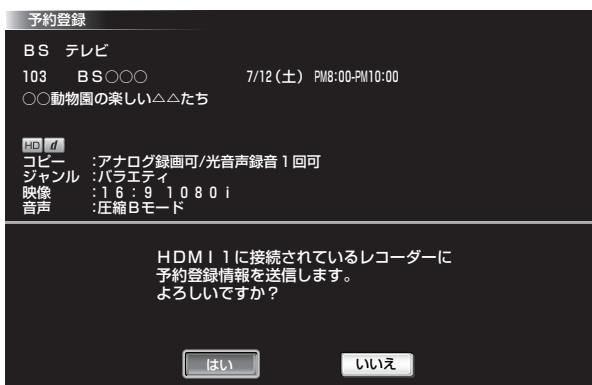 予約登録
BS テレビ
103 BS○○○ 7/12(土) PM8:00-PM10:00
○○動物園の楽しい△△たち
HD d
コピー :アナログ録画可/光音声録音1回可
ジャンル :バラエティ
映像 :16:9 1080i
音声 :圧縮Bモード
HDMI1に接続されているレコーダーに
予約登録情報を送信します。
よろしいですか?
はい いいえ